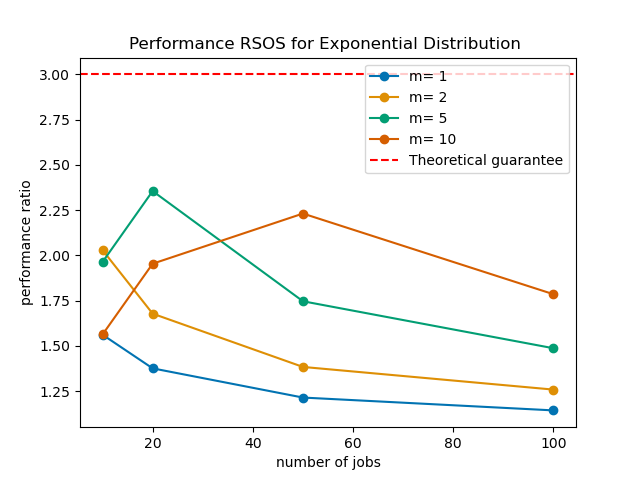 Performance RSOS for Exponential Distribution
performance ratio
3.00
2.75
2.50
2.25
2.00
1.75
1.50
1.25
m= 1
m= 2
m= 5
m= 10
Theoretical guarantee
20 40 60 80 100
number of jobs